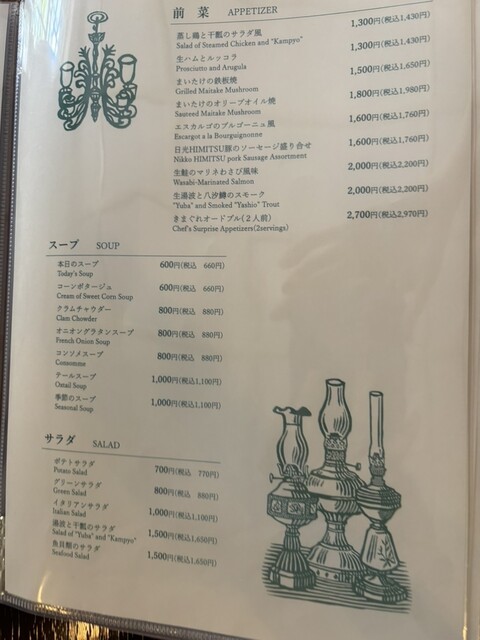 前菜 APPETIZER
蒸し鶏と干瓢のサラダ風 1,300円(税込1,430円)
Salad of Steamed Chicken and "Kampyo"
生ハムとルッコラ 1,300円(税込1,430円)
Prosciutto and Arugula
まいたけの鉄板焼 1,500円(税込1,650円)
Grilled Maitake Mushroom
まいたけのオリーブオイル焼 1,800円(税込1,980円)
Sauteed Maitake Mushroom
エスカルゴのブルゴーニュ風 1,600円(税込1,760円)
Escargot a la Bourguignonne
日光HIMITSU豚のソーセージ盛り合せ 1,600円(税込1,760円)
Nikko HIMITSU pork Sausage Assortment
生鮭のマリネわさび風味 2,000円(税込2,200円)
Wasabi-Marinated Salmon
生湯波と八汐鱒のスモーク 2,000円(税込2,200円)
"Yuba" and Smoked "Yashio" Trout
きまぐれオードブル(2人前) 2,700円(税込2,970円)
Chef's Surprise Appetizers(2servings)
スープ SOUP
本日のスープ 600円(税込 660円)
Today's Soup
コーンポタージュ 600円(税込 660円)
Cream of Sweet Corn Soup
クラムチャウダー 800円(税込 880円)
Clam Chowder
オニオングラタンスープ 800円(税込 880円)
French Onion Soup
コンソメスープ 800円(税込 880円)
Consomme
テールスープ 1,000円(税込1,100円)
Oxtail Soup
季節のスープ 1,000円(税込1,100円)
Seasonal Soup
サラダ SALAD
ポテトサラダ 700円(税込 770円)
Potato Salad
グリーンサラダ 800円(税込 880円)
Green Salad
イタリアンサラダ 1,000円(税込1,100円)
Italian Salad
湯波と干瓢のサラダ 1,500円(税込1,650円)
Salad of "Yuba" and "Kampyo"
魚貝類のサラダ 1,500円(税込1,650円)
Seafood Salad